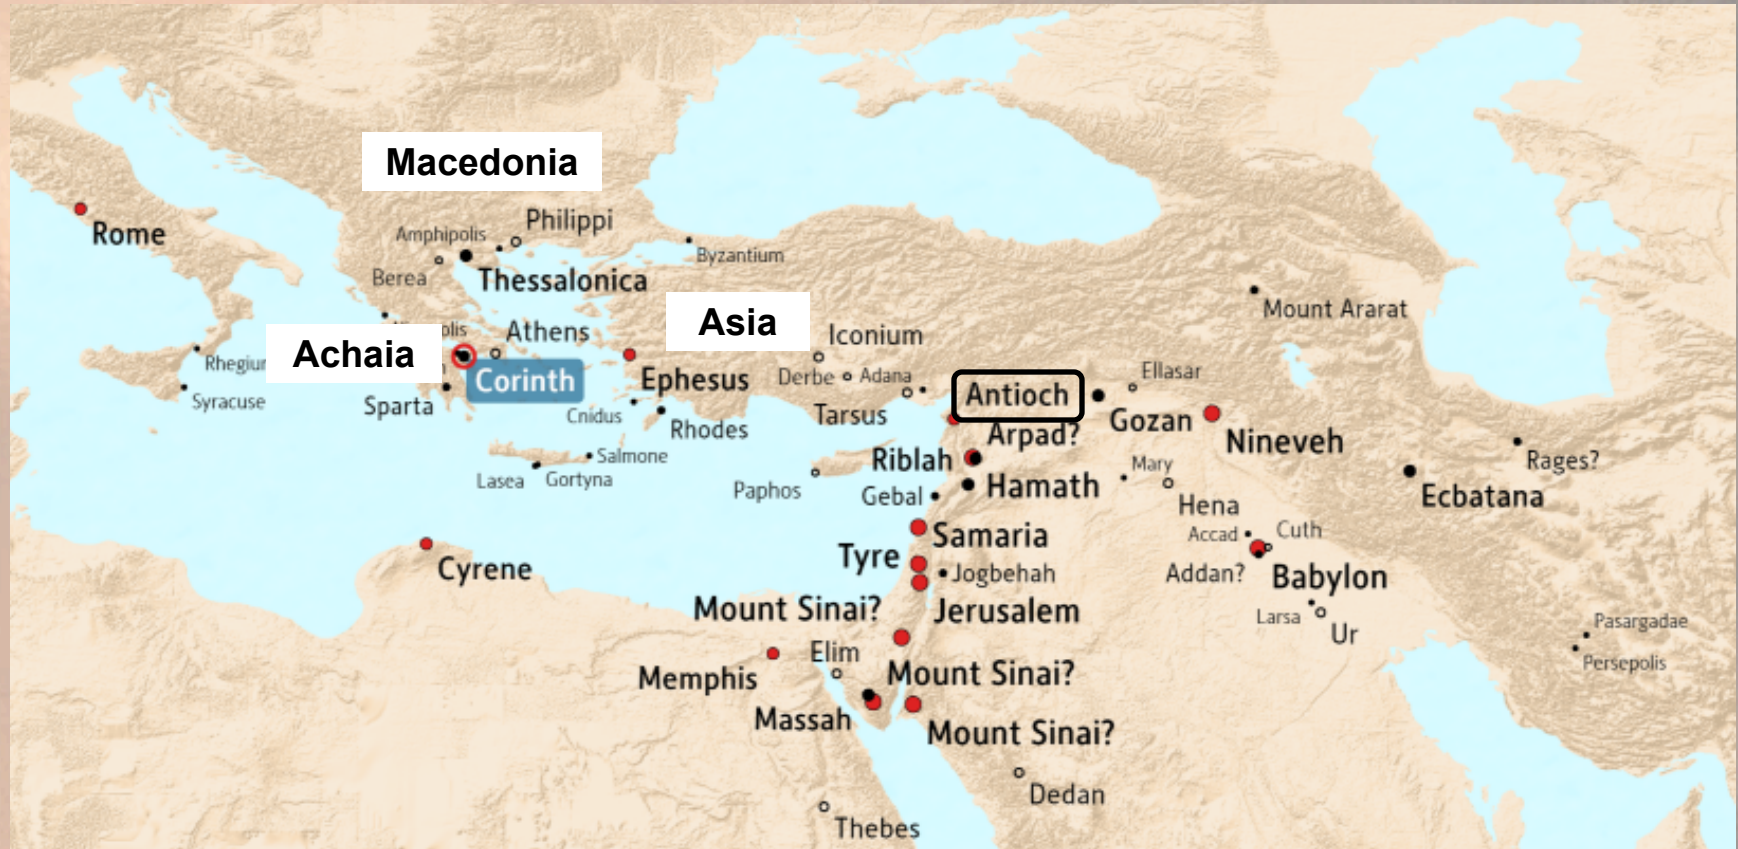 Macedonia
Rome
Philippi
Amphipolis
Byzantium
Berea
Thessalonica
Mount Ararat
Asia
Athens
Iconium
Achaia
Corinth
Ephesus
Derbe
Adana
Ellasar
Antioch
Syracuse
Sparta
Cnidus
Tarsus
Gozan
Rhodes
Arpad?
Nineveh
Salmone
Riblah
Mary
Rages?
Lasea
Gortyna
Paphos
Gebal
Hamath
Hena
Ecbatana
Samaria
Accad
Cuth
Tyre
Cyrene
Jogbehah
Addan?
Babylon
Mount Sinai?
Jerusalem
Larsa
Ur
Pasargadae
Elim
Persepolis
Memphis
Mount Sinai?
Massah
Mount Sinai?
Dedan
Thebes